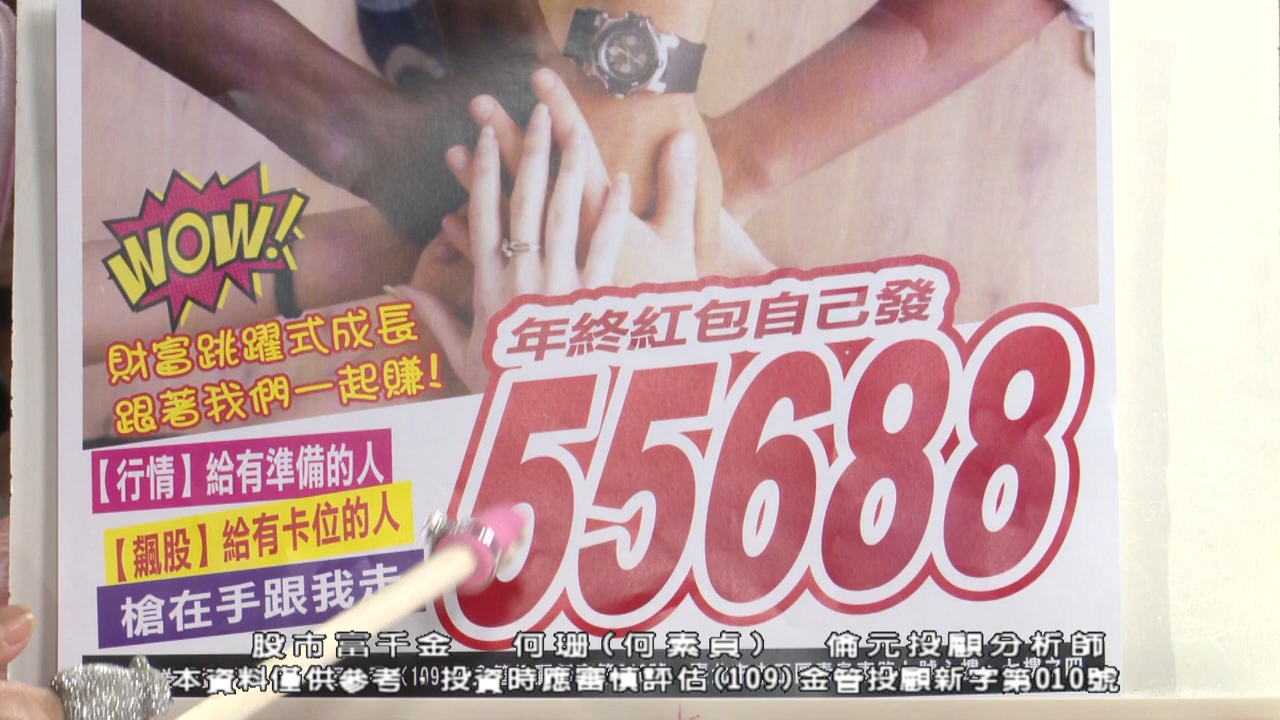 WOW!
財富跳躍式成長
跟著我們一起賺!
年終紅包自己發
55688
【行情】給有準備的人
【飆股】給有卡位的人
槍在手跟我走
股市富千金 何珊(何素貞) 倫元投顧分析師
本資料僅供參考,投資時應審慎評估(109)金管投顧新字第010號